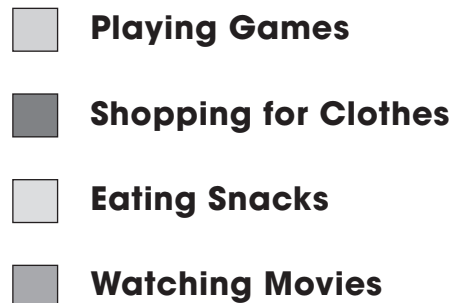 Playing Games
Shopping for Clothes
Eating Snacks
Watching Movies